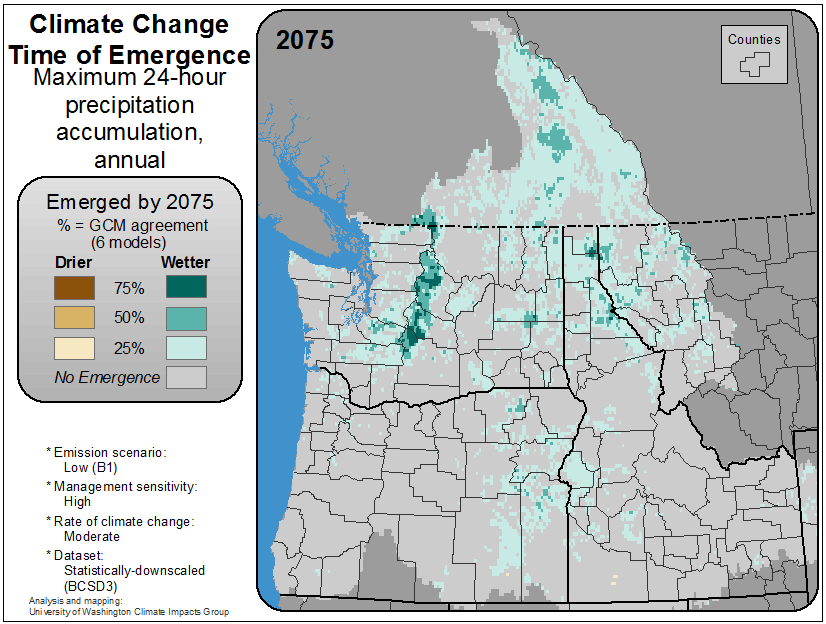 Climate Change
Time of Emergence
Maximum 24-hour
precipitation
accumulation,
annual
Emerged by 2075
% = GCM agreement
(6 models)
Drier Wetter
75%
50%
25%
No Emergence
* Emission scenario:
Low (B1)
* Management sensitivity:
High
* Rate of climate change:
Moderate
* Dataset:
Statistically-downscaled
(BCSD3)
Analysis and mapping:
University of Washington Climate Impacts Group
2075
Counties